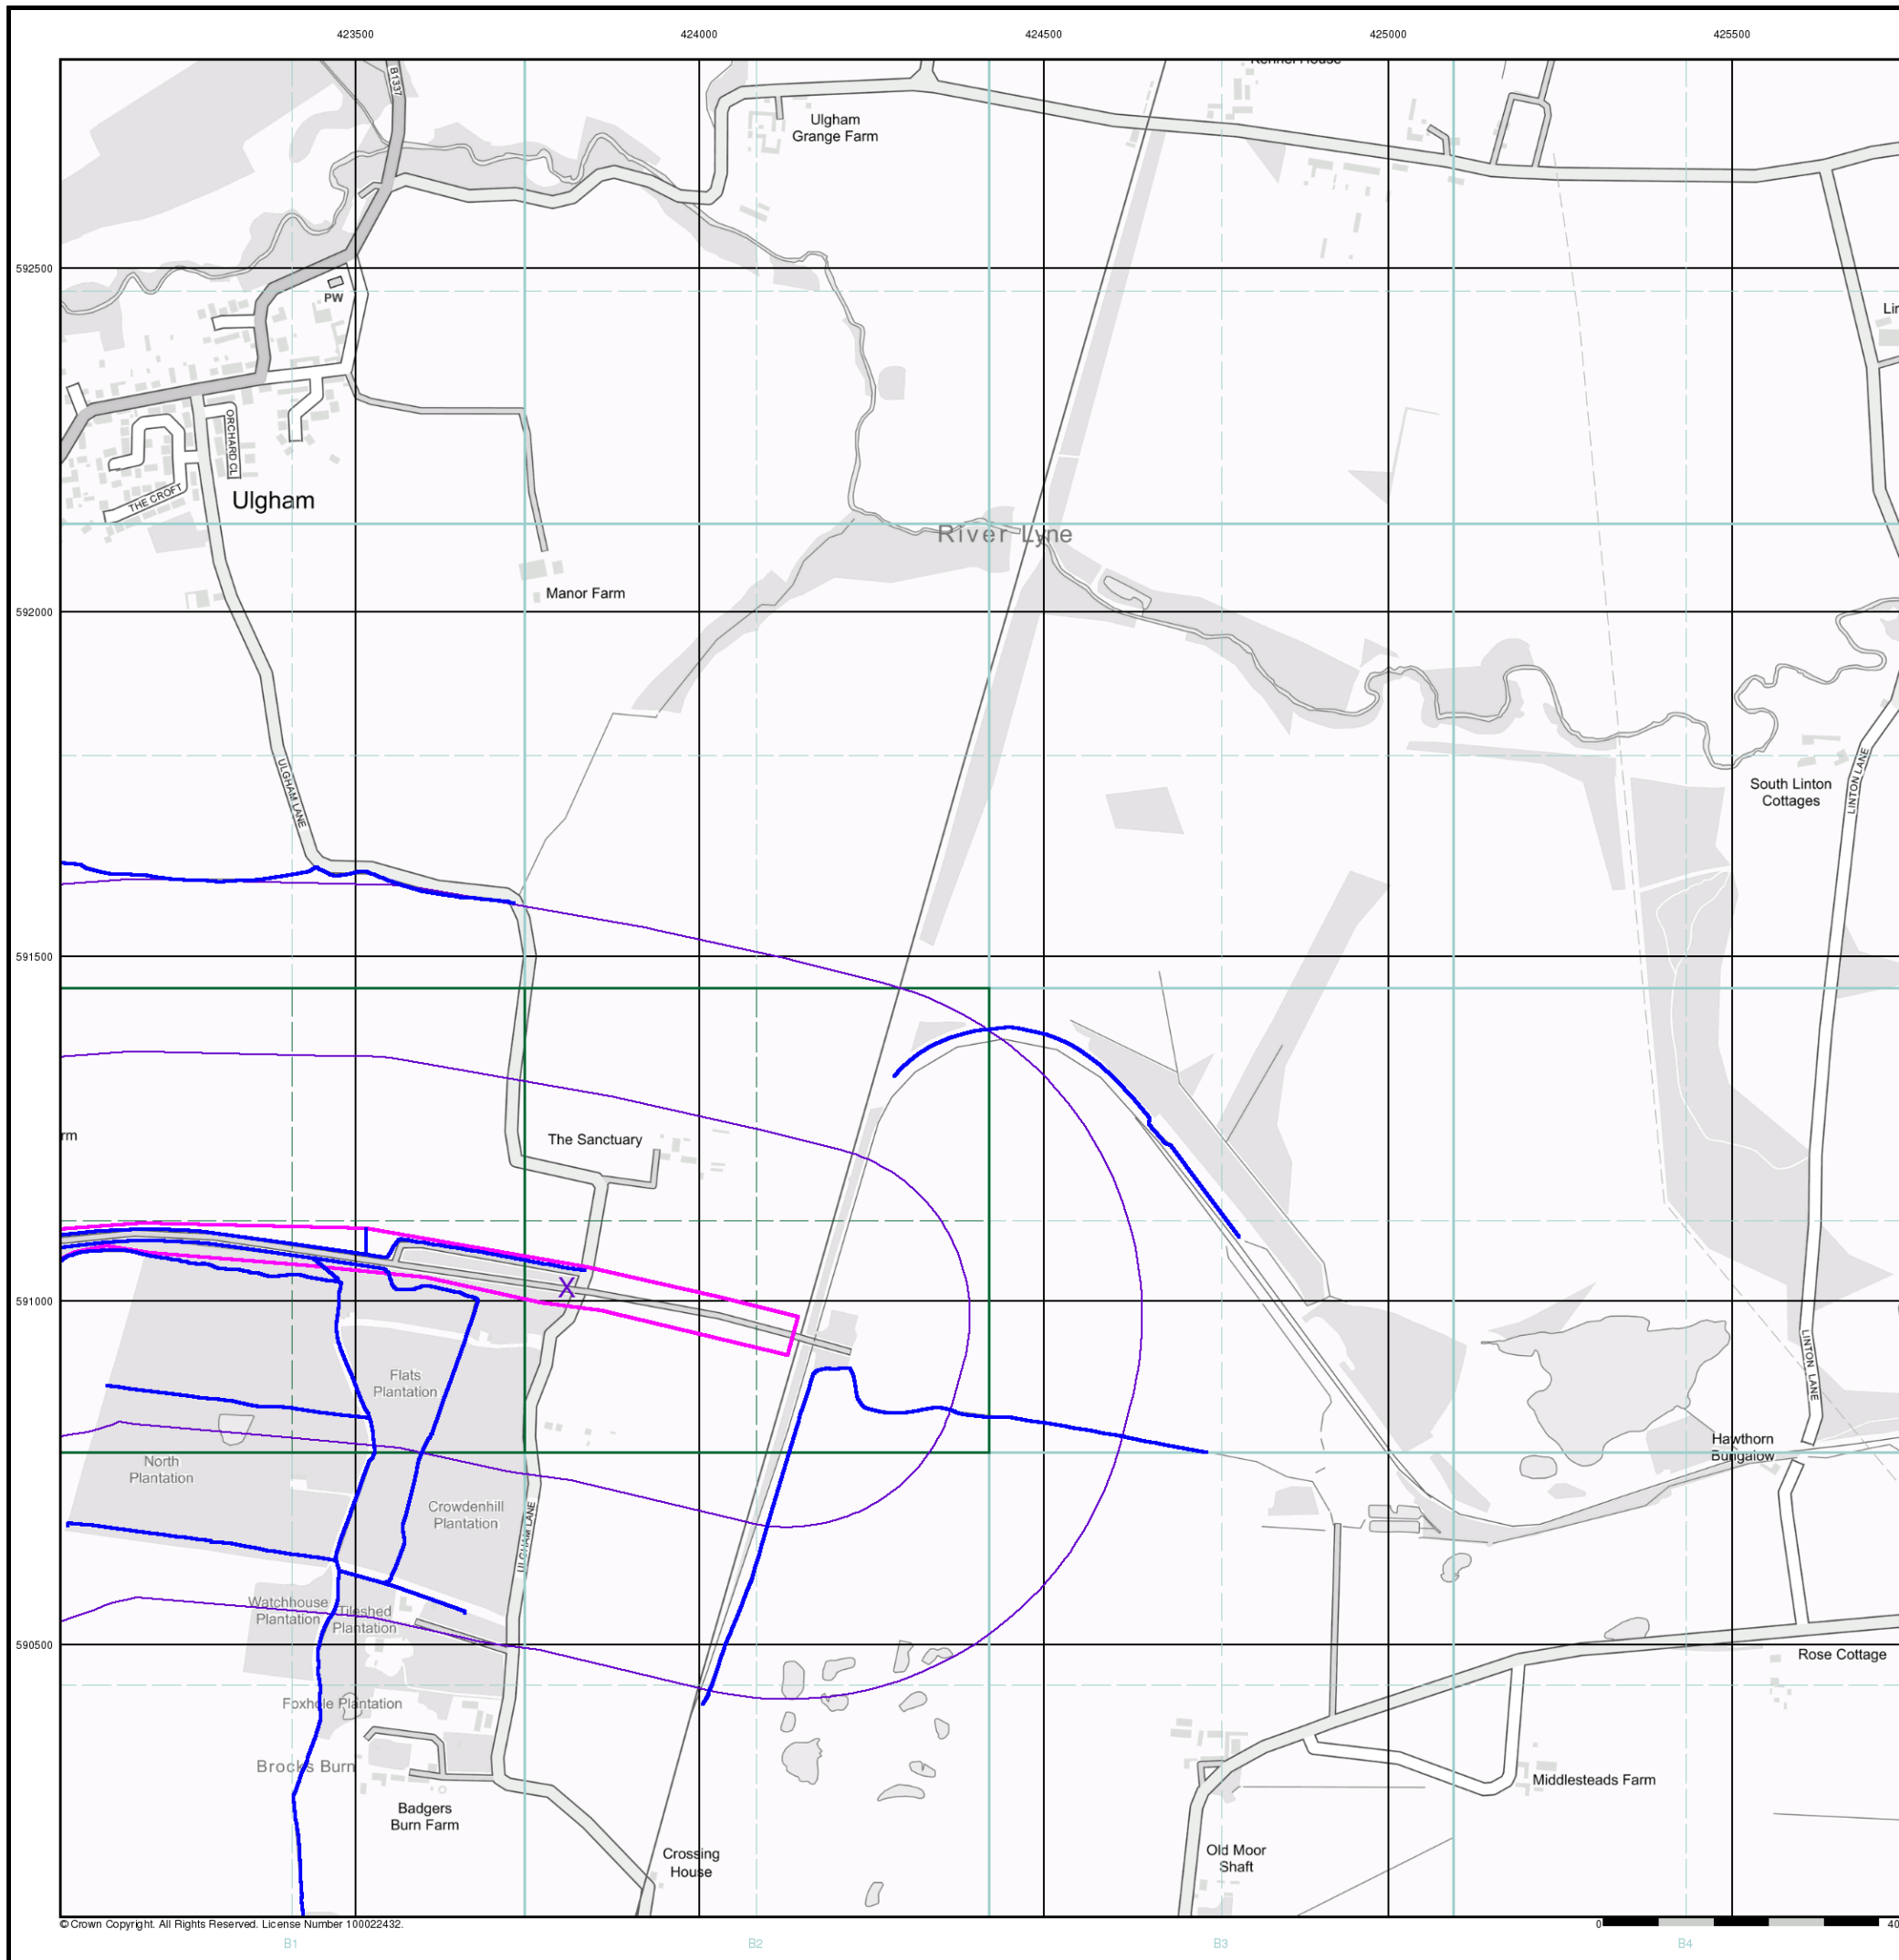 423500 424000 424500 425000 425500
B1337
Kennel House
Ulgham
Grange Farm
592500
PW
Lin
ORCHARD CL
THE CROFT
Ulgham
River Lyne
592000
Manor Farm
ULGHAM LANE
South Linton
Cottages
LINTON LANE
591500
rm
The Sanctuary
X
591000
LINTON LANE
Flats
Plantation
Hawthorn
Bungalow
North
Plantation
Crowdenhill
Plantation
ULGHAM LANE
Watchhouse
Plantation
Tileshed
Plantation
590500
Rose Cottage
Foxhole Plantation
Brocks Burn
Middlesteads Farm
Badgers
Burn Farm
Crossing
House
Old Moor
Shaft
© Crown Copyright. All Rights Reserved. License Number 100022432.
0 40
B1 B2 B3 B4